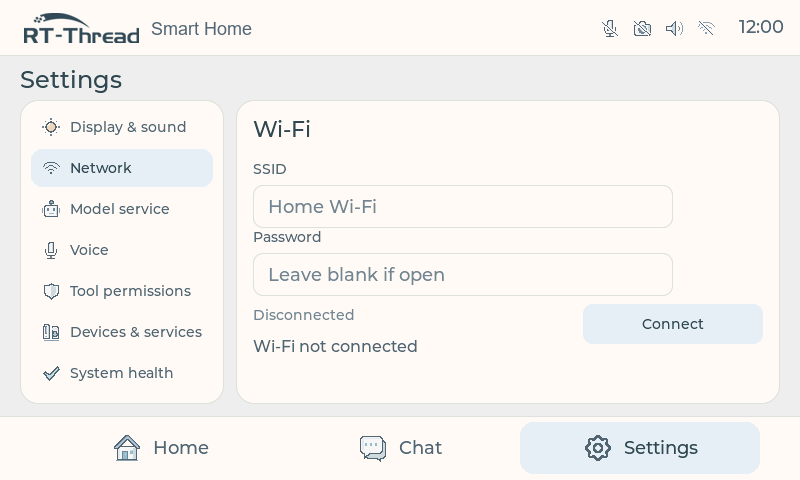 RT-Thread Smart Home 12:00
Settings
Display & sound
Network
Model service
Voice
Tool permissions
Devices & services
System health
Wi-Fi
SSID
Home Wi-Fi
Password
Leave blank if open
Disconnected
Connect
Wi-Fi not connected
Home
Chat
Settings